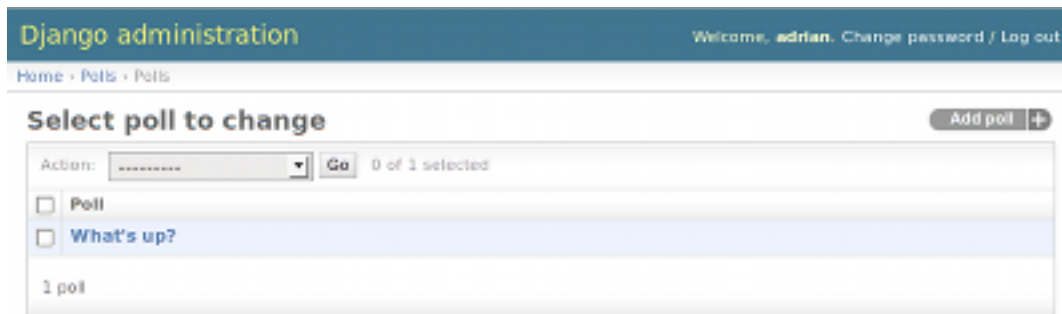 Django administration
Welcome, adrian. Change password / Log out
Home › Polls › Polls
Select poll to change
Add poll +
Action: --------- Go 0 of 1 selected
Poll
What's up?
1 poll